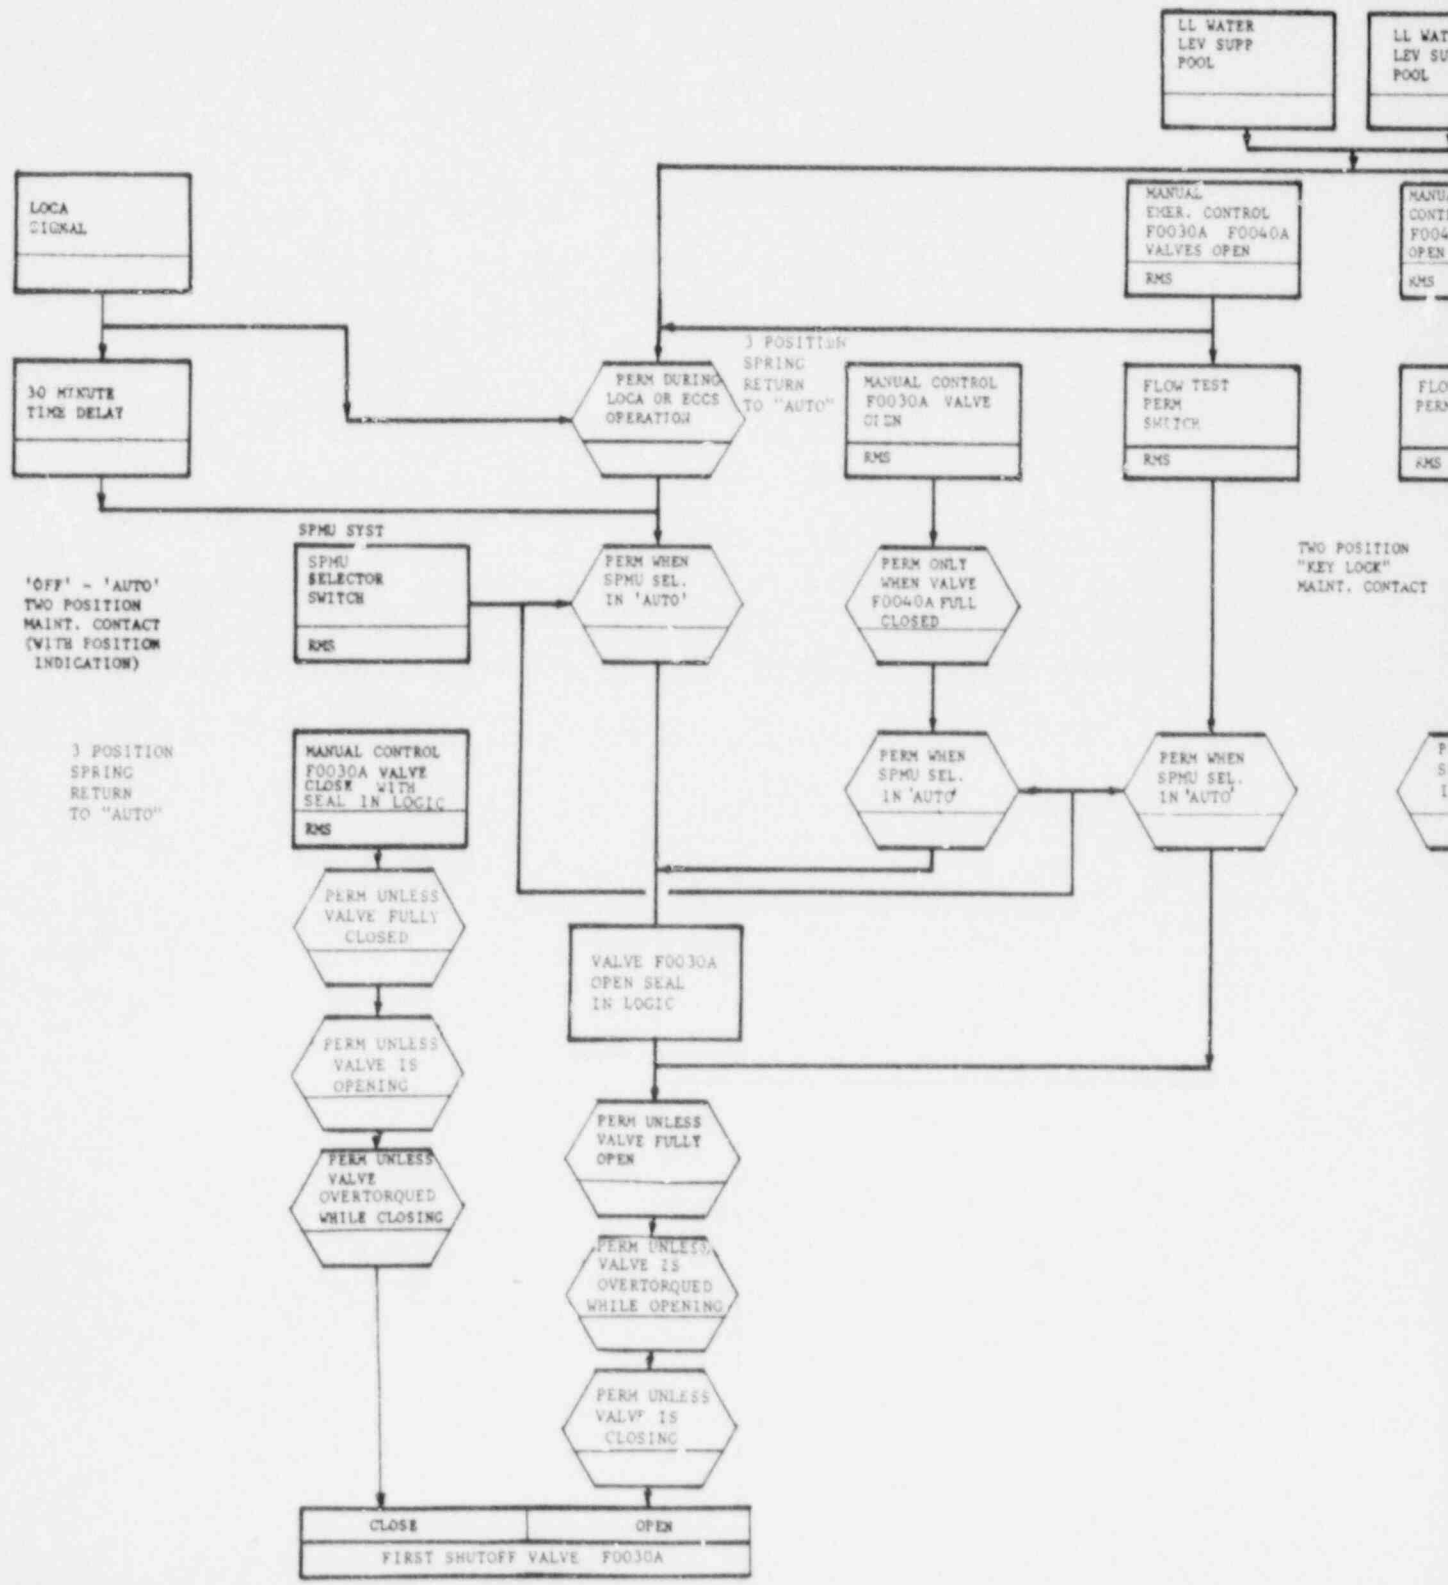 LL WATER
LEV SUPP
POOL
LL WAT
LEV SU
POOL
LOCA
SIGNAL
MANUAL
EMER. CONTROL
F0030A F0040A
VALVES OPEN
RMS
MANUA
CONT
F004
OPEN
RMS
30 MINUTE
TIME DELAY
PERM DURING
LOCA OR ECCS
OPERATION
3 POSITION
SPRING
RETURN
TO "AUTO"
MANUAL CONTROL
F0030A VALVE
OPEN
RMS
FLOW TEST
PERM
SWITCH
RMS
FLO
PERM
RMS
'OFF' - 'AUTO'
TWO POSITION
MAINT. CONTACT
(WITH POSITION
INDICATION)
SPMU SYST
SPMU
SELECTOR
SWITCH
RMS
PERM WHEN
SPMU SEL.
IN 'AUTO'
PERM ONLY
WHEN VALVE
F0040A FULL
CLOSED
TWO POSITION
"KEY LOCK"
MAINT. CONTACT
3 POSITION
SPRING
RETURN
TO "AUTO"
MANUAL CONTROL
F0030A VALVE
CLOSE WITH
SEAL IN LOGIC
RMS
PERM WHEN
SPMU SEL.
IN 'AUTO'
PERM WHEN
SPMU SEL.
IN 'AUTO'
P
S
I
PERM UNLESS
VALVE FULLY
CLOSED
VALVE F0030A
OPEN SEAL
IN LOGIC
PERM UNLESS
VALVE IS
OPENING
PERM UNLESS
VALVE FULLY
OPEN
PERM UNLESS
VALVE
OVERTORQUED
WHILE CLOSING
PERM UNLESS
VALVE IS
OVERTORQUED
WHILE OPENING
PERM UNLESS
VALVE IS
CLOSING
CLOSE OPEN
FIRST SHUTOFF VALVE F0030A